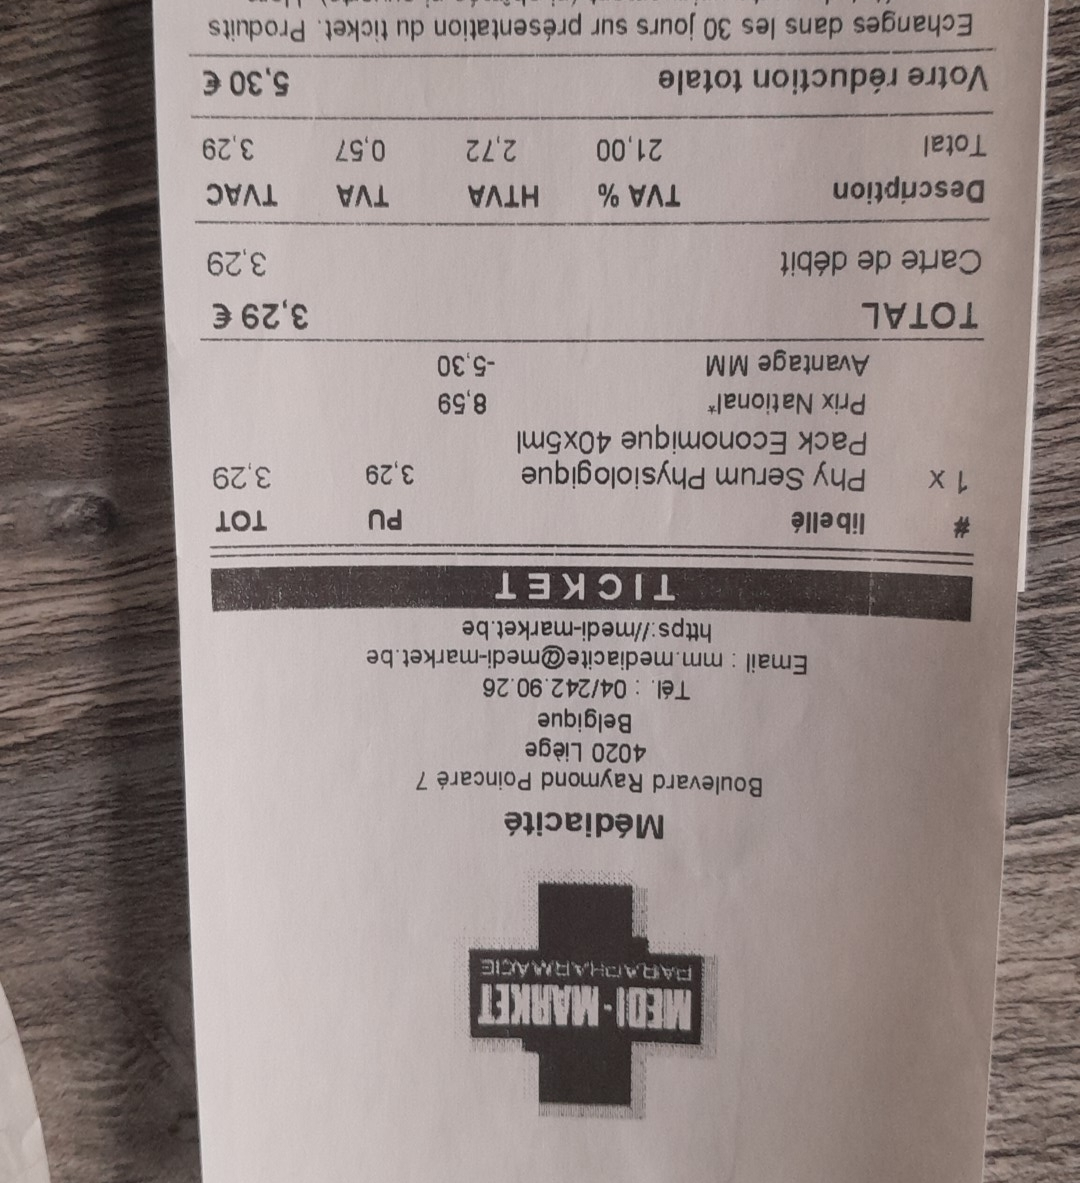 MEDI-MARKET
PARAPHARMACIE
Médiacité
Boulevard Raymond Poincaré 7
4020 Liège
Belgique
Tél. : 04/242.90.26
Email : mm.mediacite@medi-market.be
https://medi-market.be
TICKET
# libellé PU TOT
1 x Phy Serum Physiologique 3,29 3,29
Pack Economique 40x5ml
Prix National* 8,59
Avantage MM -5,30
TOTAL 3,29 €
Carte de débit 3,29
Description TVA % HTVA TVA TVAC
Total 21,00 2,72 0,57 3,29
Votre réduction totale 5,30 €
Echanges dans les 30 jours sur présentation du ticket. Produits